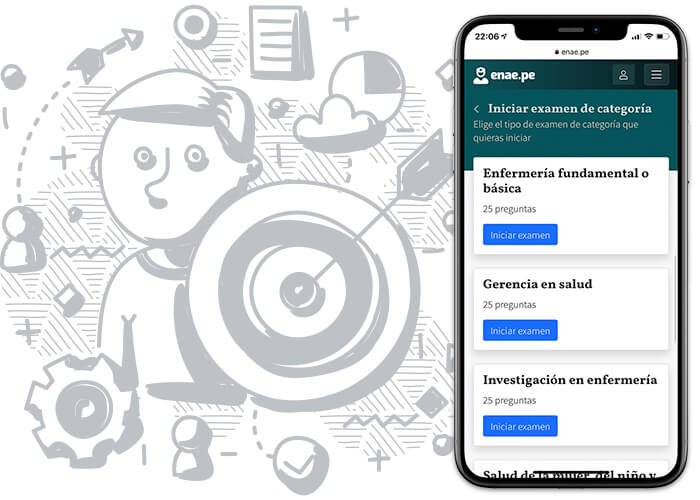 22:06
enae.pe
enae.pe
Iniciar examen de categoría
Elige el tipo de examen de categoría que
quieras iniciar
Enfermería fundamental o
básica
25 preguntas
Iniciar examen
Gerencia en salud
25 preguntas
Iniciar examen
Investigación en enfermería
25 preguntas
Iniciar examen
Salud de la mujer, del niño y